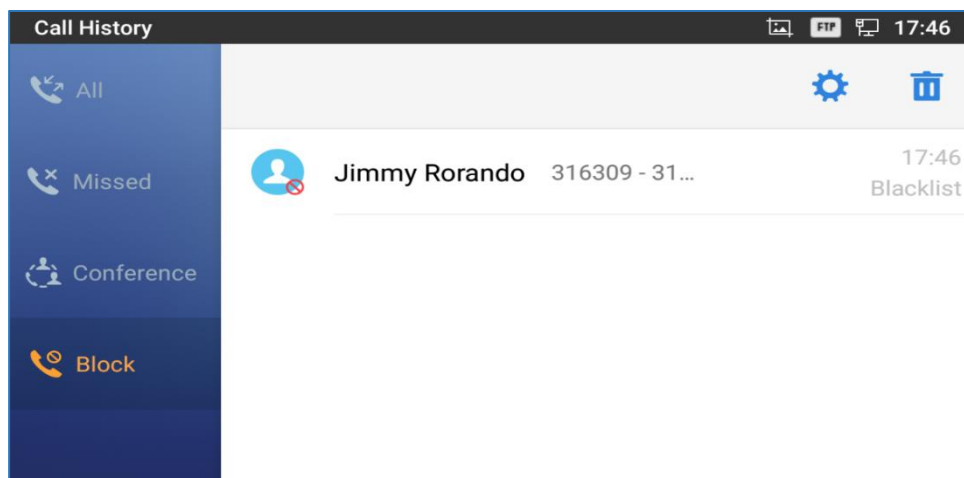 Call History
FTP 17:46
All
Missed
Conference
Block
Jimmy Rorando 316309 - 31...
17:46
Blacklist